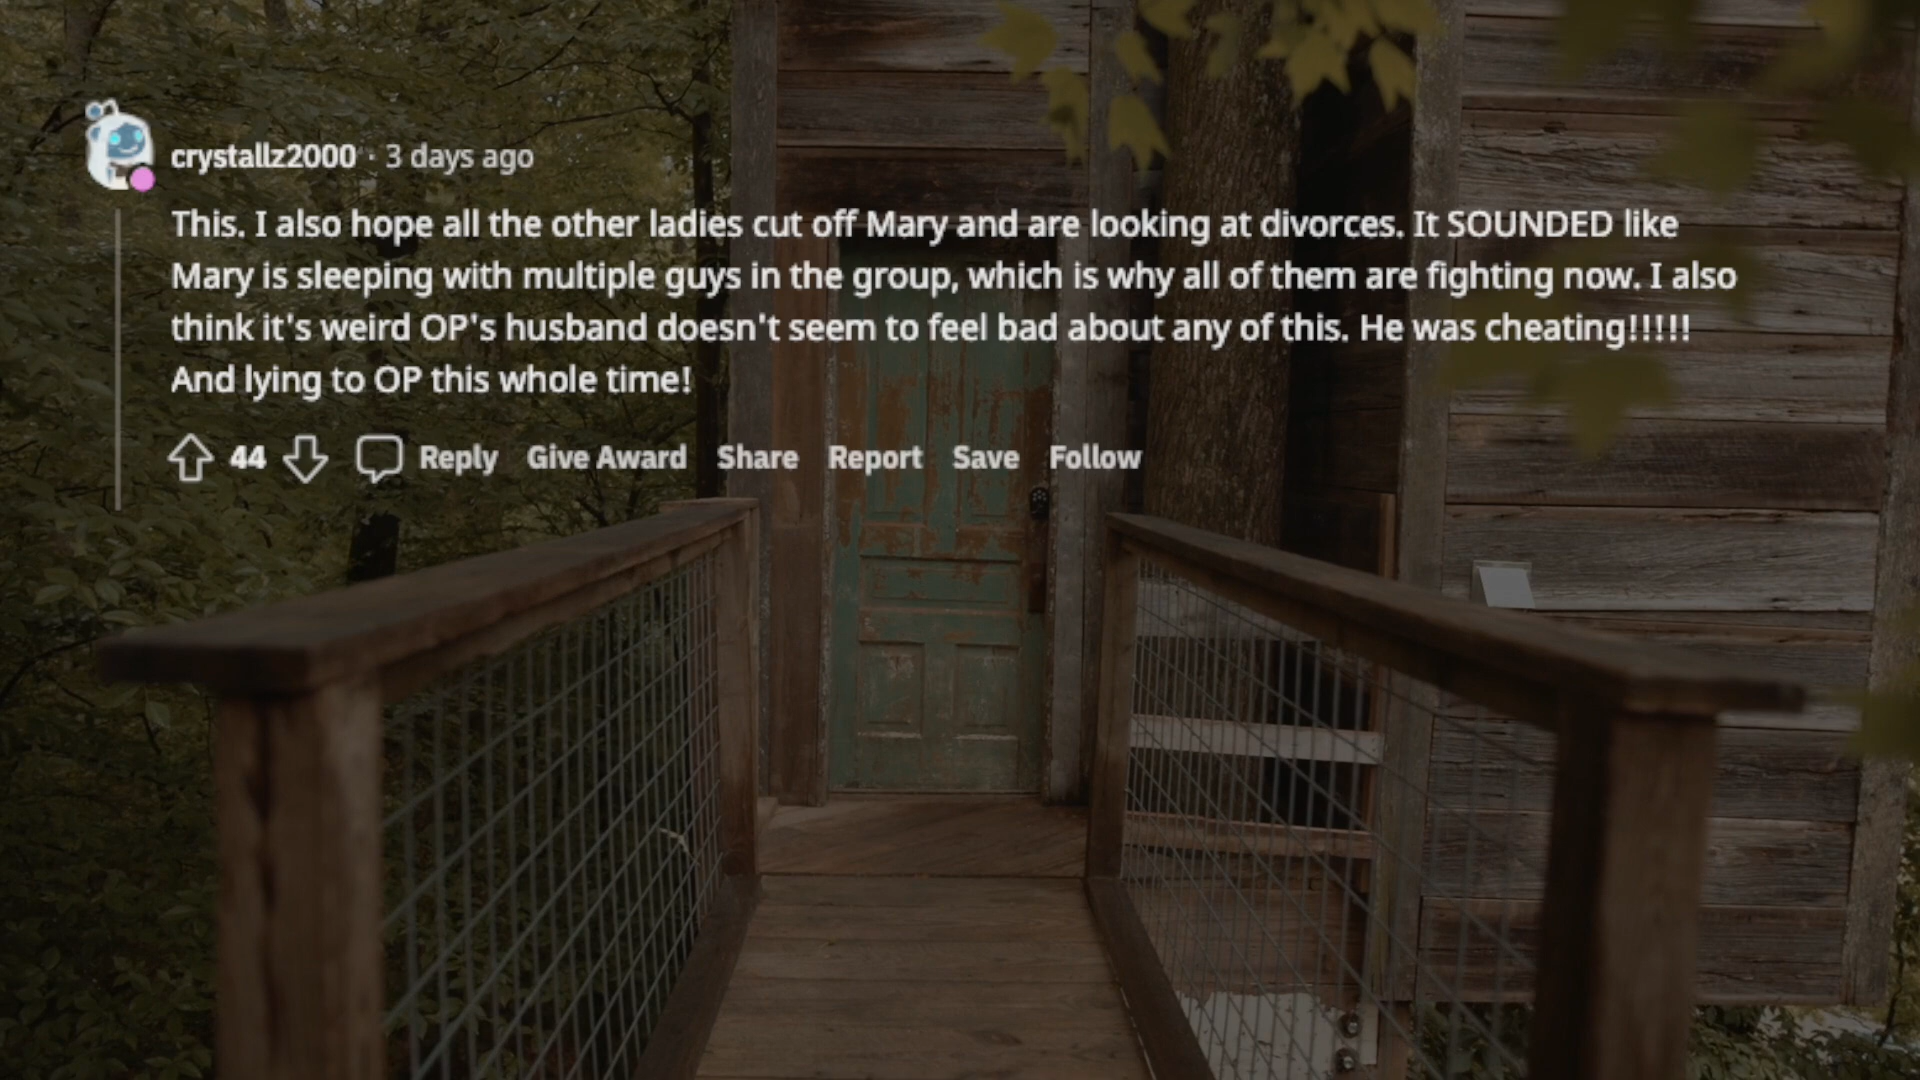 crystallz2000 · 3 days ago
This. I also hope all the other ladies cut off Mary and are looking at divorces. It SOUNDED like
Mary is sleeping with multiple guys in the group, which is why all of them are fighting now. I also
think it's weird OP's husband doesn't seem to feel bad about any of this. He was cheating!!!!!
And lying to OP this whole time!
44 Reply Give Award Share Report Save Follow